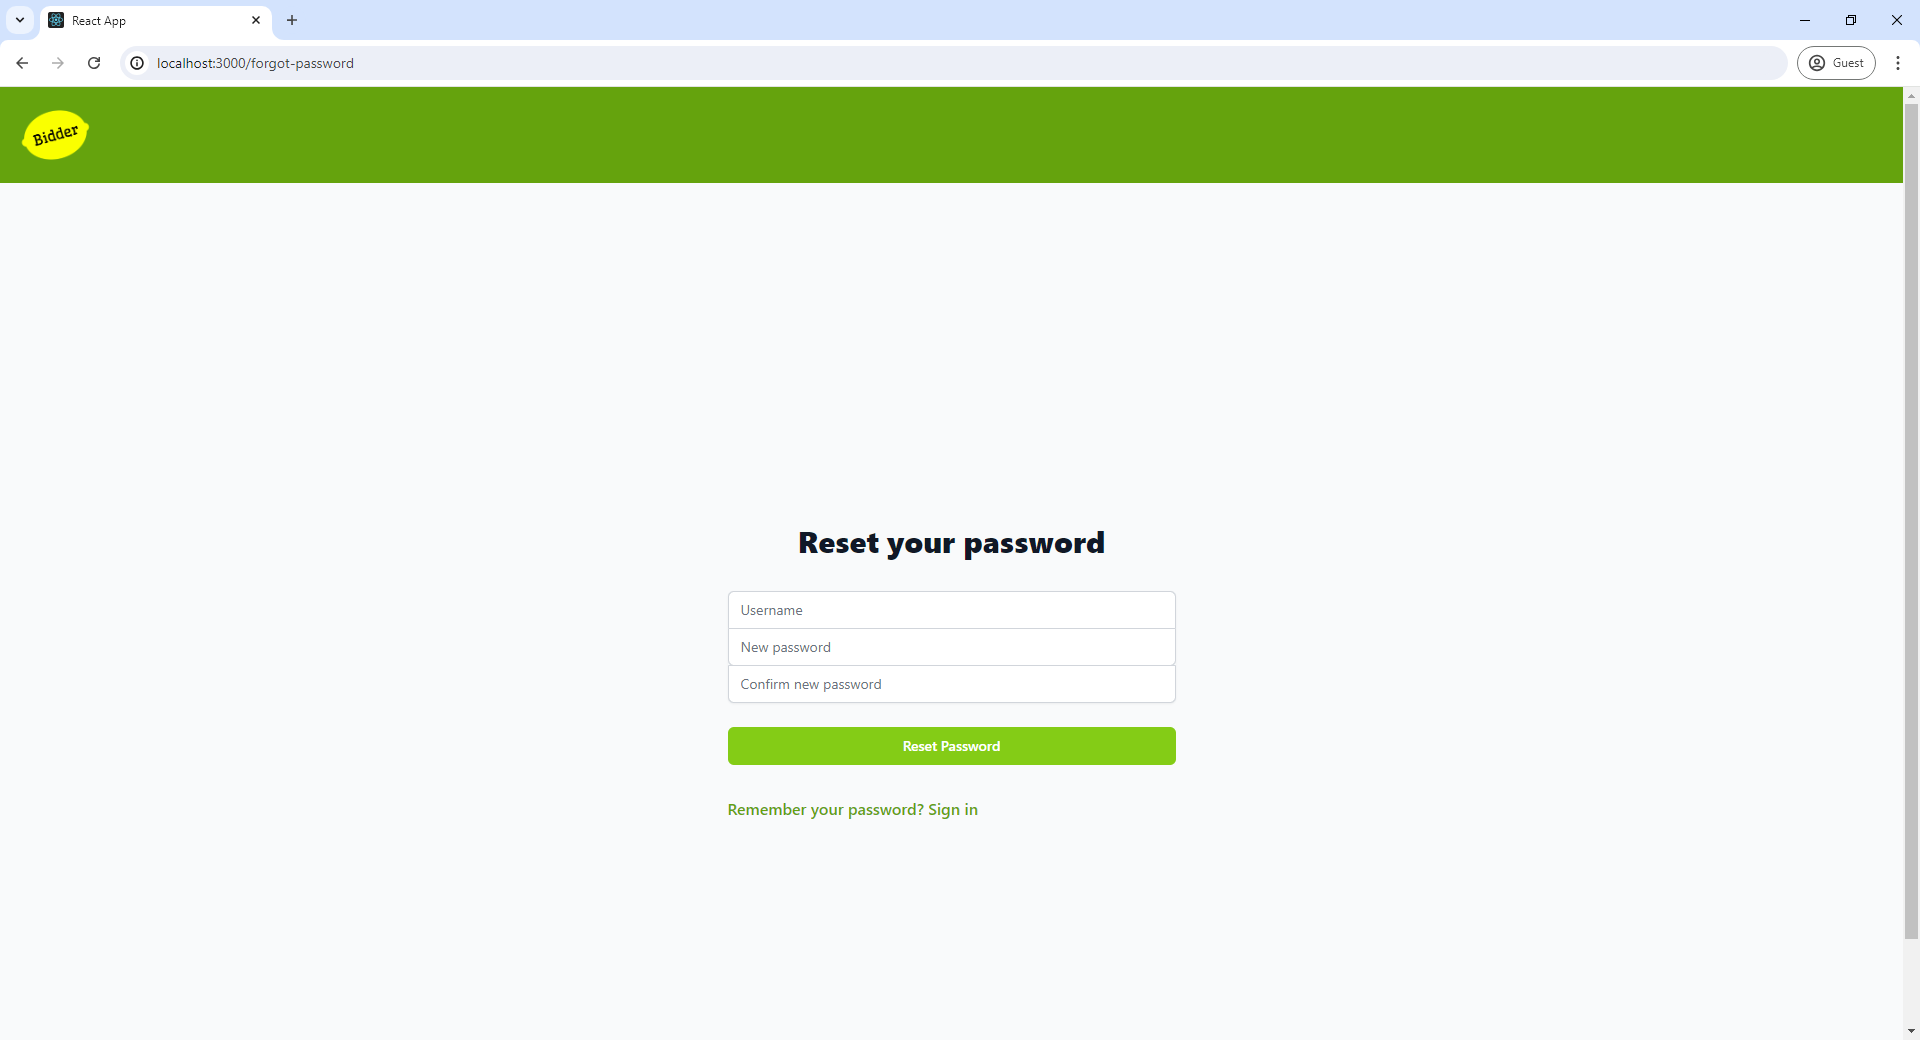 React App
localhost:3000/forgot-password
Guest
Bidder
Reset your password
Username
New password
Confirm new password
Reset Password
Remember your password? Sign in